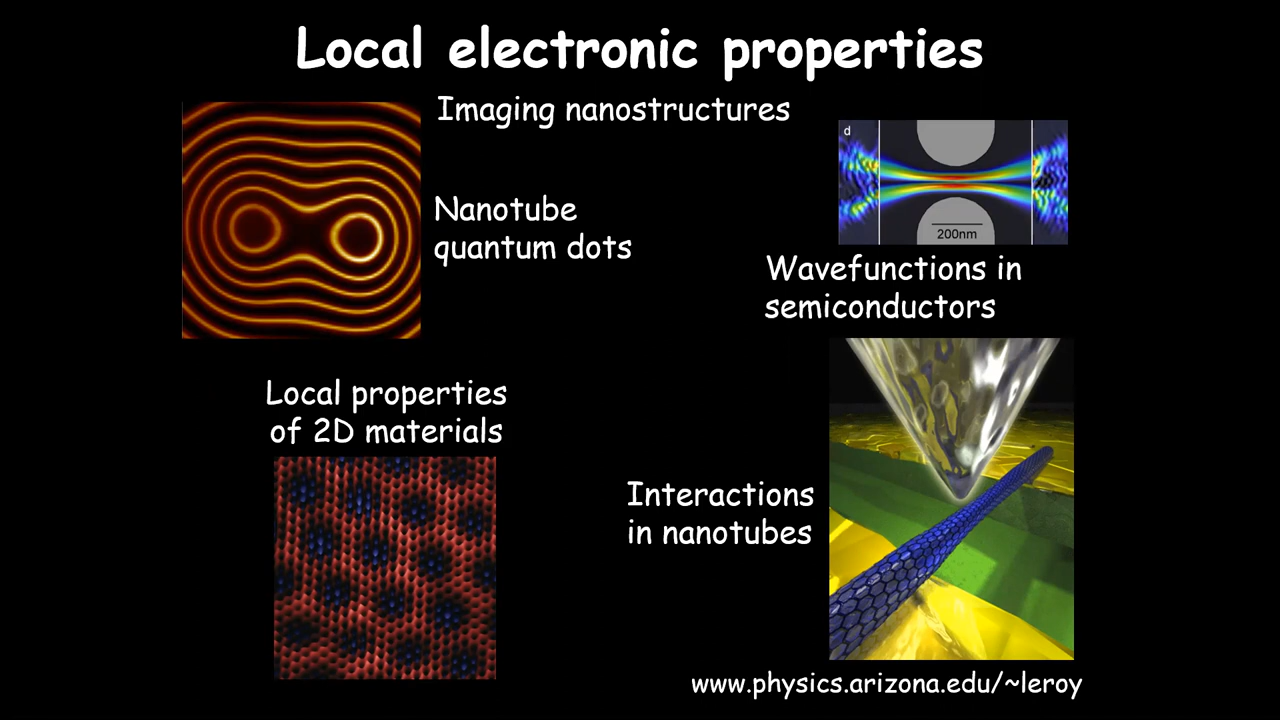 Local electronic properties
Imaging nanostructures
d
Nanotube
quantum dots
200nm
Wavefunctions in
semiconductors
Local properties
of 2D materials
Interactions
in nanotubes
www.physics.arizona.edu/~leroy